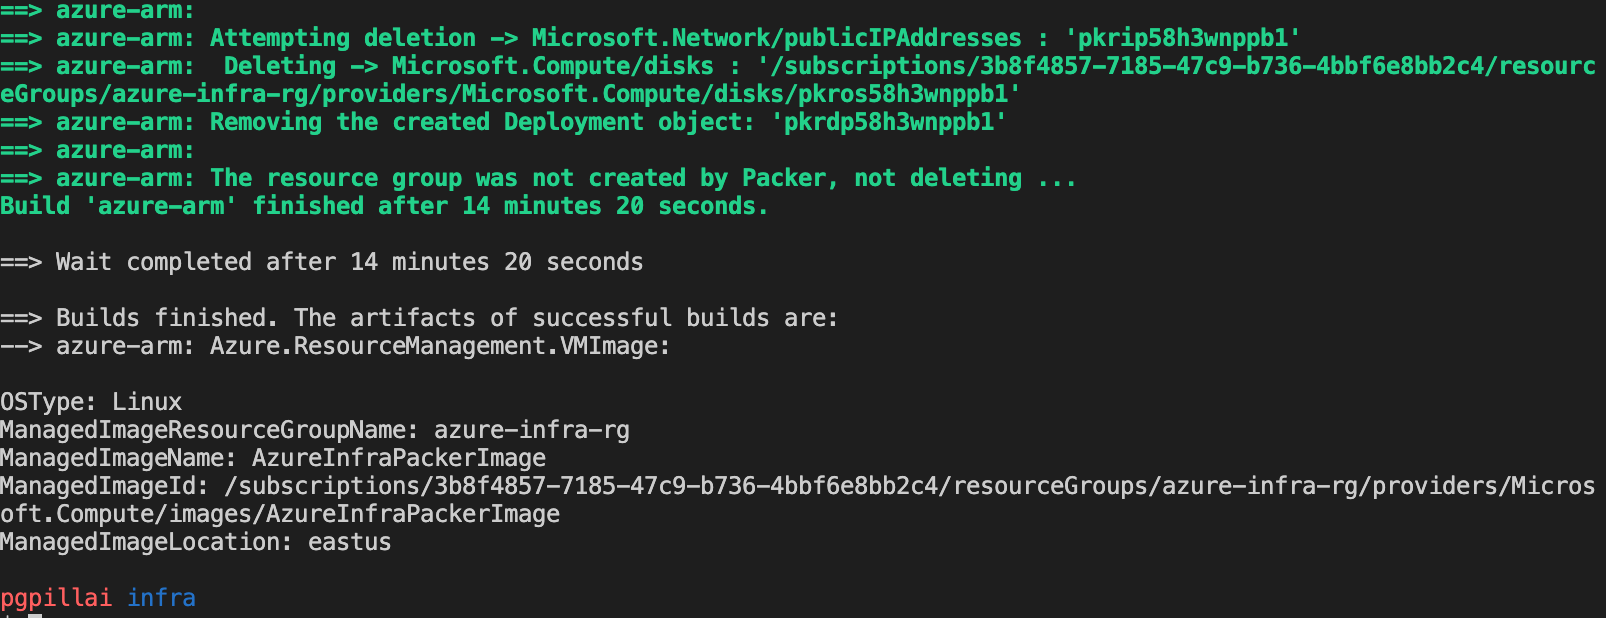 ==> azure-arm:
==> azure-arm: Attempting deletion -> Microsoft.Network/publicIPAddresses : 'pkrip58h3wnppb1'
==> azure-arm:  Deleting -> Microsoft.Compute/disks : '/subscriptions/3b8f4857-7185-47c9-b736-4bbf6e8bb2c4/resourc
eGroups/azure-infra-rg/providers/Microsoft.Compute/disks/pkros58h3wnppb1'
==> azure-arm: Removing the created Deployment object: 'pkrdp58h3wnppb1'
==> azure-arm:
==> azure-arm: The resource group was not created by Packer, not deleting ...
Build 'azure-arm' finished after 14 minutes 20 seconds.
==> Wait completed after 14 minutes 20 seconds
==> Builds finished. The artifacts of successful builds are:
--> azure-arm: Azure.ResourceManagement.VMImage:
OSType: Linux
ManagedImageResourceGroupName: azure-infra-rg
ManagedImageName: AzureInfraPackerImage
ManagedImageId: /subscriptions/3b8f4857-7185-47c9-b736-4bbf6e8bb2c4/resourceGroups/azure-infra-rg/providers/Micros
oft.Compute/images/AzureInfraPackerImage
ManagedImageLocation: eastus
pgpillai infra